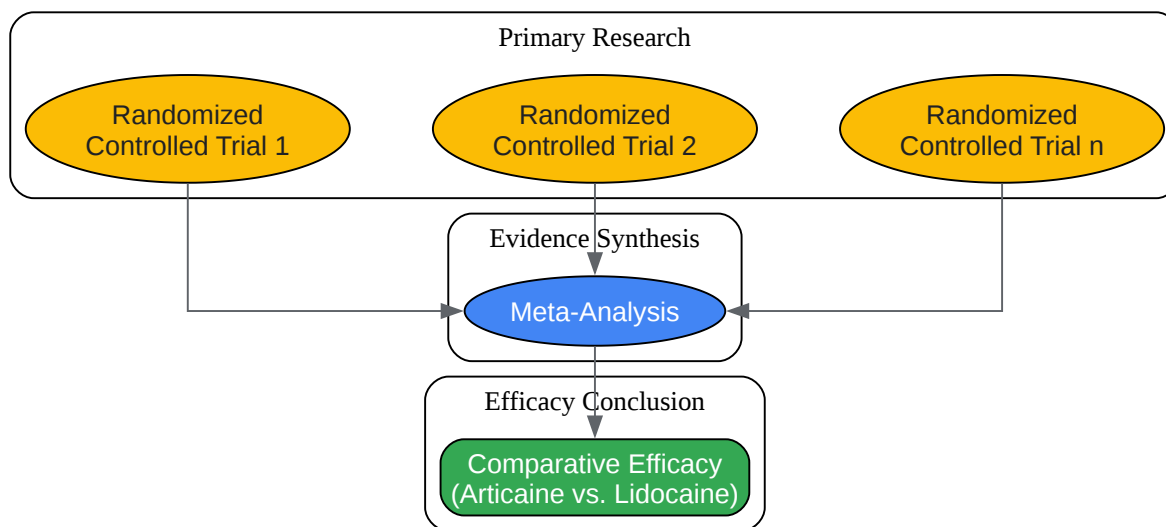 Primary Research
Randomized
Controlled Trial 1
Randomized
Controlled Trial 2
Randomized
Controlled Trial n
Evidence Synthesis
Meta-Analysis
Efficacy Conclusion
Comparative Efficacy
(Articaine vs. Lidocaine)